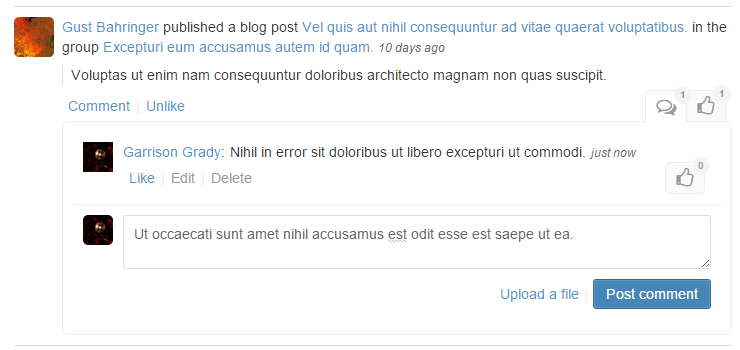 Gust Bahringer published a blog post Vel quis aut nihil consequuntur ad vitae quaerat voluptatibus. in the
group Excepturi eum accusamus autem id quam. 10 days ago
Voluptas ut enim nam consequuntur doloribus architecto magnam non quas suscipit.
Comment | Unlike
1 1
Garrison Grady: Nihil in error sit doloribus ut libero excepturi ut commodi. just now
Like | Edit | Delete
0
Ut occaecati sunt amet nihil accusamus est odit esse est saepe ut ea.
Upload a file | Post comment